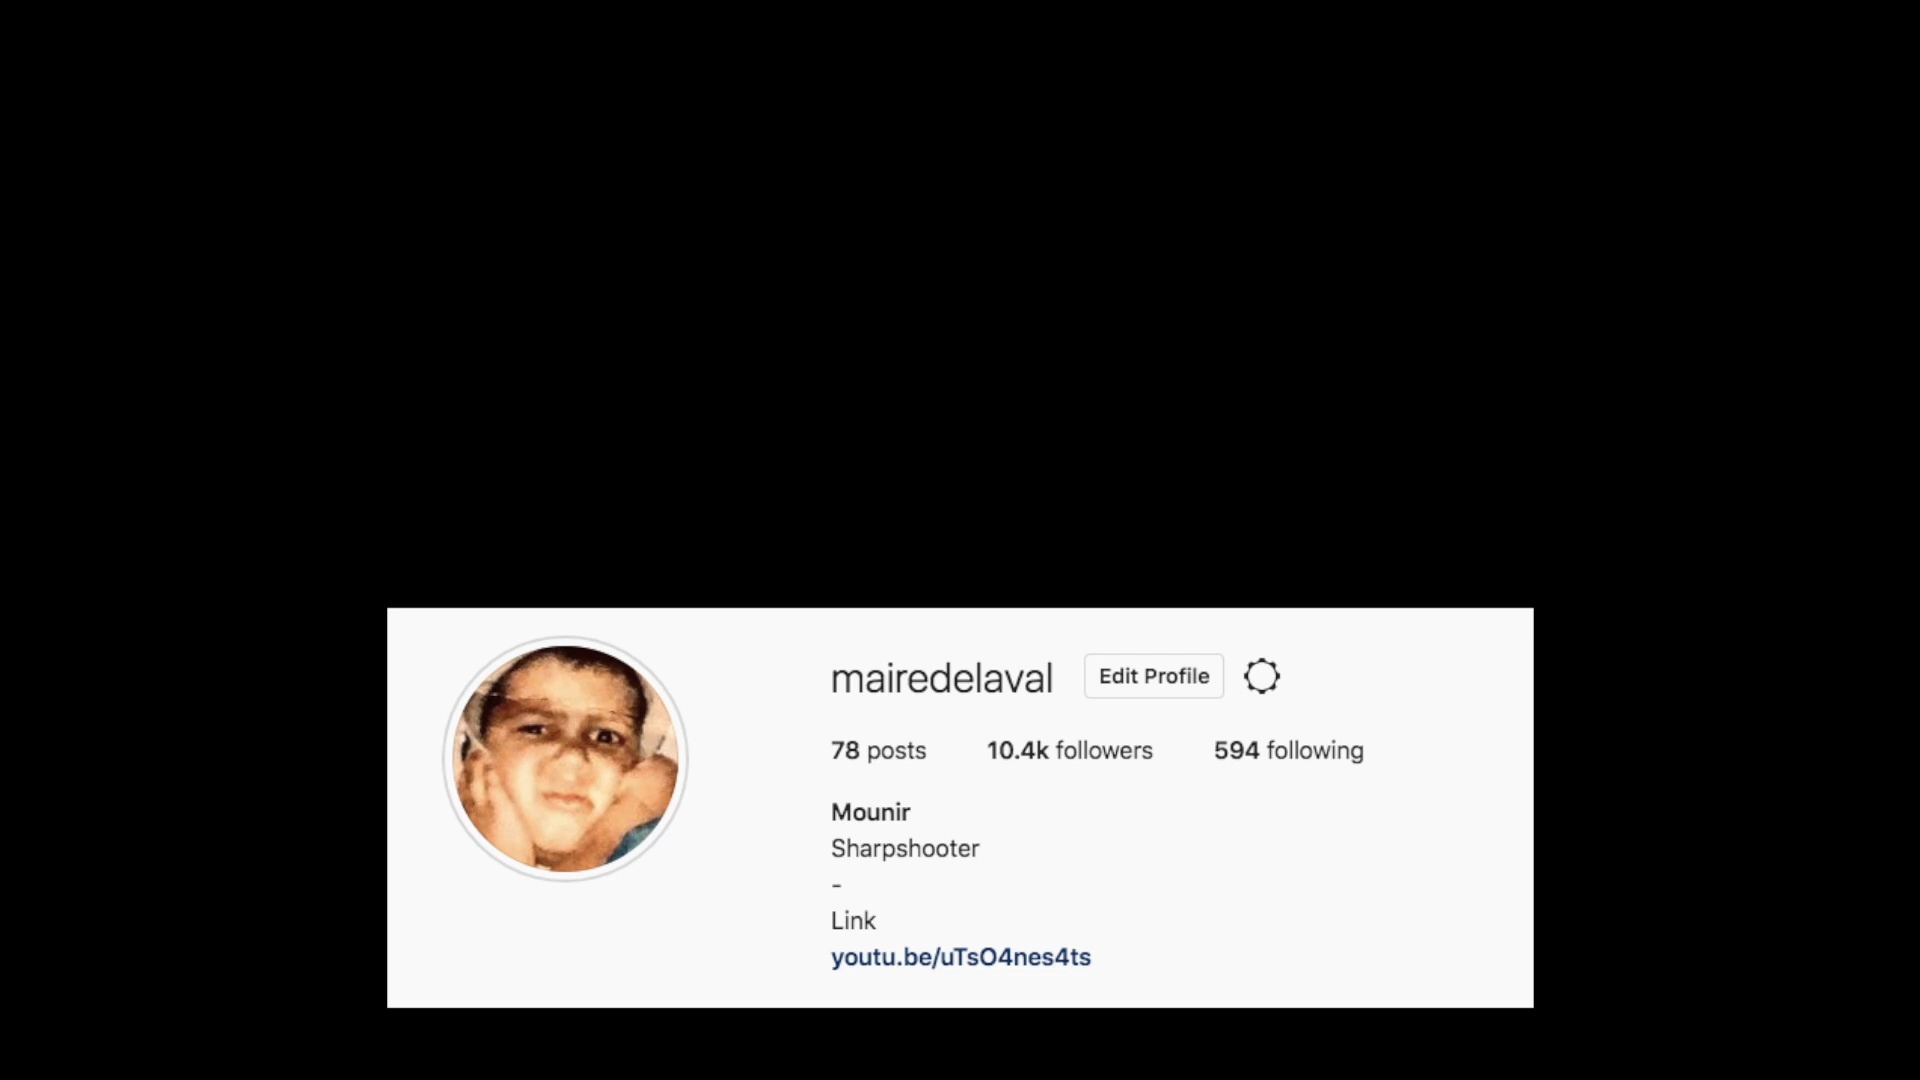 mairedelaval Edit Profile
78 posts 10.4k followers 594 following
Mounir
Sharpshooter
-
Link
youtu.be/uTsO4nes4ts